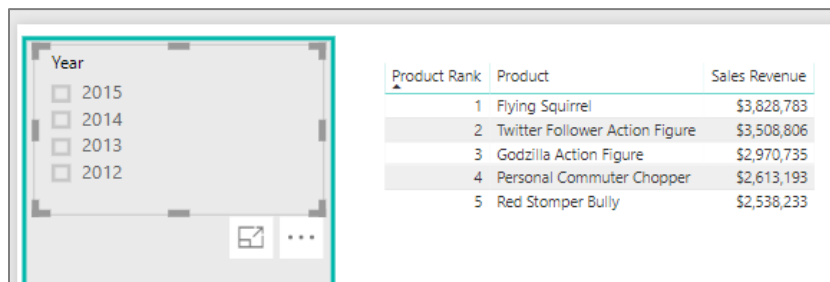 Year
2015
2014
2013
2012
Product Rank Product Sales Revenue
1 Flying Squirrel $3,828,783
2 Twitter Follower Action Figure $3,508,806
3 Godzilla Action Figure $2,970,735
4 Personal Commuter Chopper $2,613,193
5 Red Stomper Bully $2,538,233